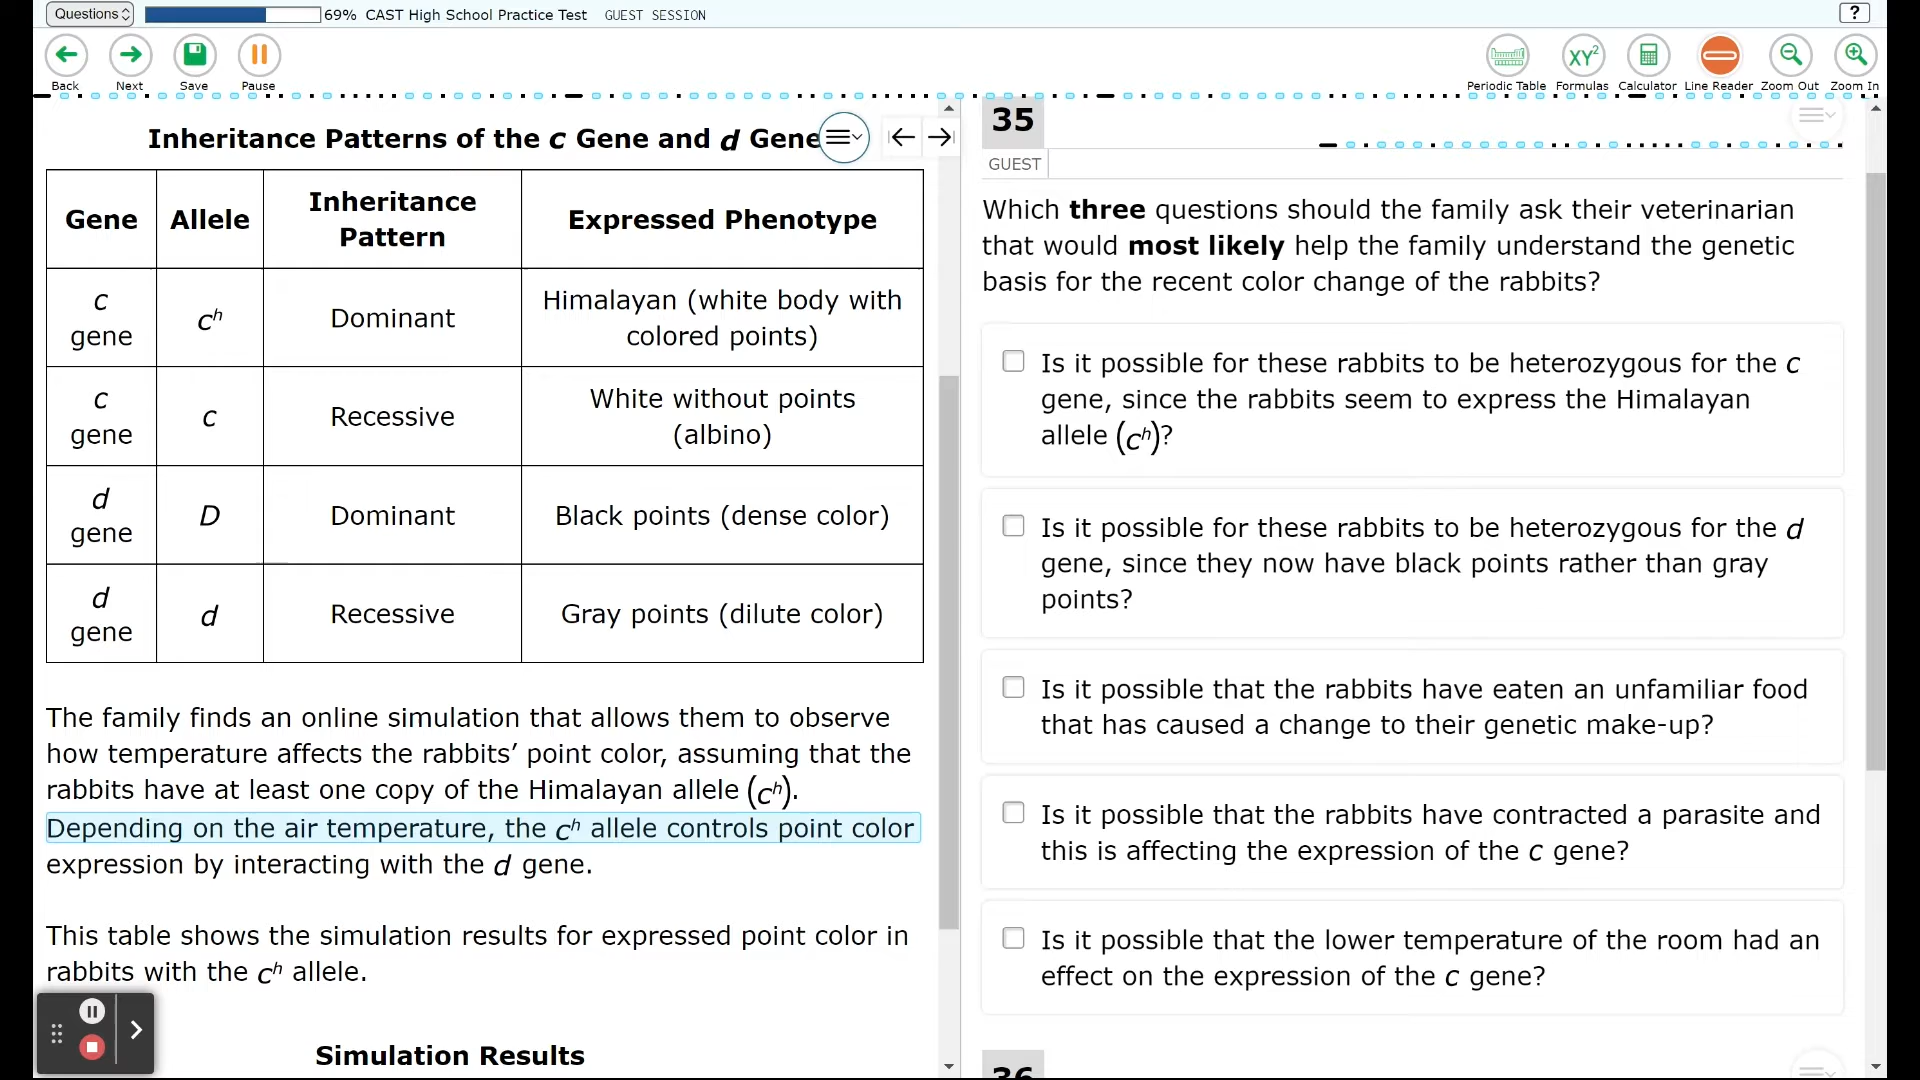 Questions 69% CAST High School Practice Test GUEST SESSION ?
Back Next Save Pause Periodic Table Formulas Calculator Line Reader Zoom Out Zoom In
XY²
Inheritance Patterns of the c Gene and d Gene
Gene Allele Inheritance Pattern Expressed Phenotype
c gene cʰ Dominant Himalayan (white body with colored points)
c gene c Recessive White without points (albino)
d gene D Dominant Black points (dense color)
d gene d Recessive Gray points (dilute color)
The family finds an online simulation that allows them to observe
how temperature affects the rabbits’ point color, assuming that the
rabbits have at least one copy of the Himalayan allele (cʰ).
Depending on the air temperature, the cʰ allele controls point color
expression by interacting with the d gene.
This table shows the simulation results for expressed point color in
rabbits with the cʰ allele.
Simulation Results
35
GUEST
Which three questions should the family ask their veterinarian
that would most likely help the family understand the genetic
basis for the recent color change of the rabbits?
Is it possible for these rabbits to be heterozygous for the c
gene, since the rabbits seem to express the Himalayan
allele (cʰ)?
Is it possible for these rabbits to be heterozygous for the d
gene, since they now have black points rather than gray
points?
Is it possible that the rabbits have eaten an unfamiliar food
that has caused a change to their genetic make-up?
Is it possible that the rabbits have contracted a parasite and
this is affecting the expression of the c gene?
Is it possible that the lower temperature of the room had an
effect on the expression of the c gene?
36